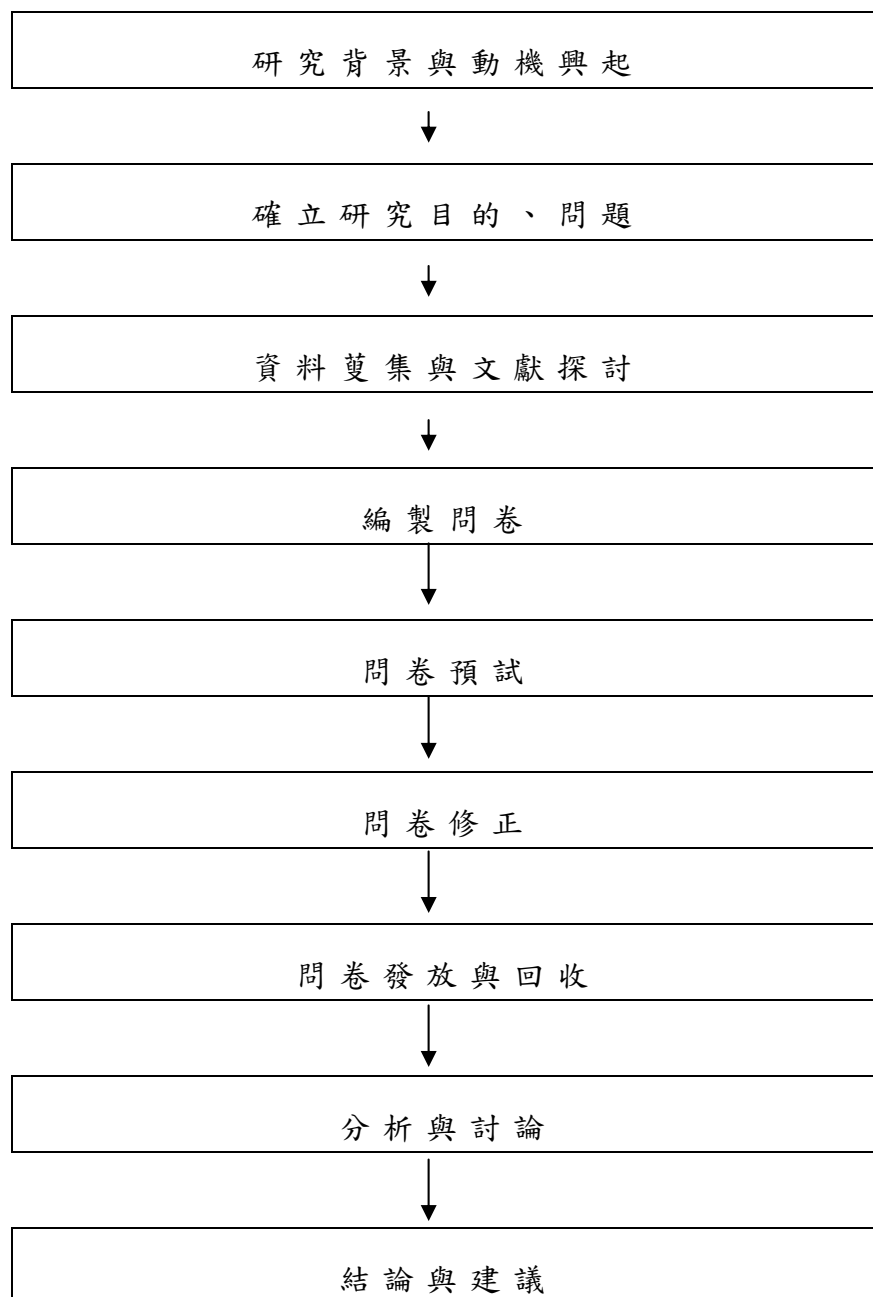 研究背景與動機興起
確立研究目的、問題
資料蒐集與文獻探討
編製問卷
問卷預試
問卷修正
問卷發放與回收
分析與討論
結論與建議